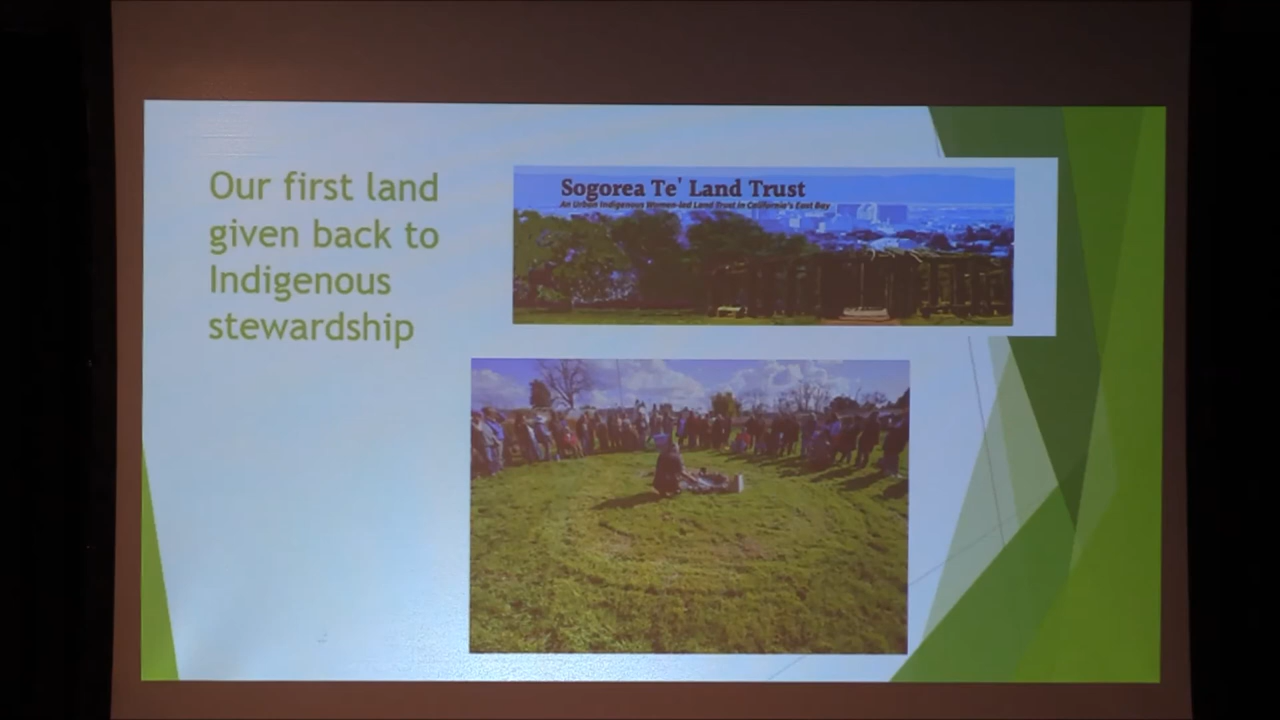 Our first land
given back to
Indigenous
stewardship
Sogorea Te' Land Trust
An Urban Indigenous Women-led Land Trust in California's East Bay